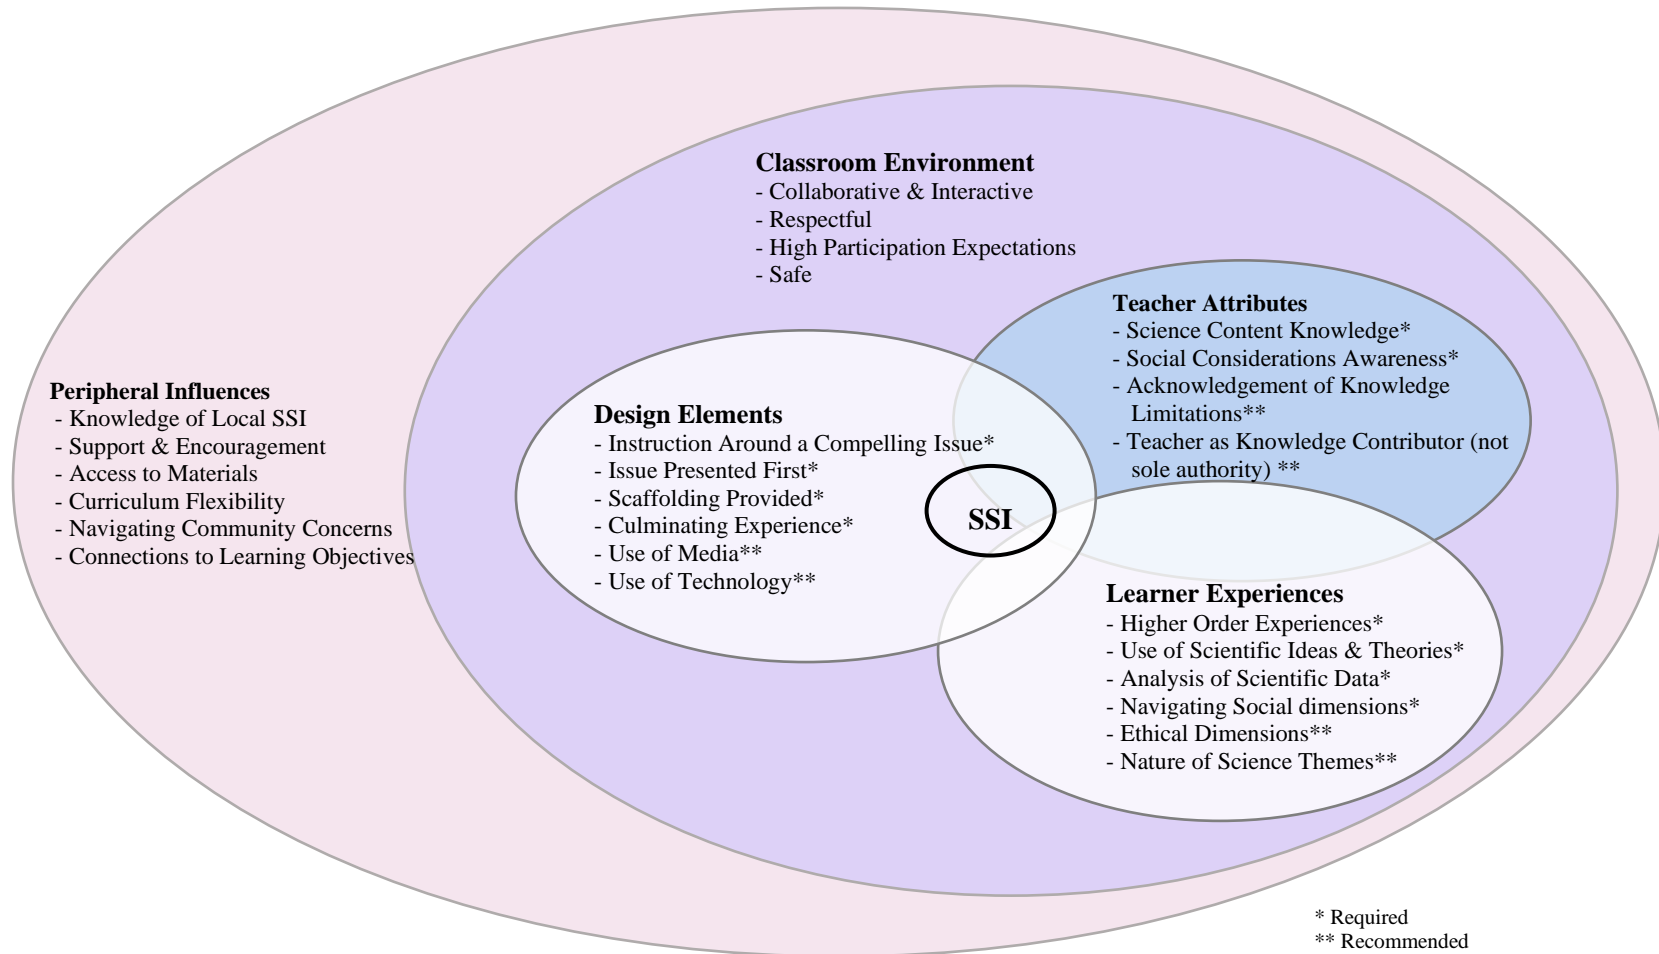 Classroom Environment
- Collaborative & Interactive
- Respectful
- High Participation Expectations
- Safe
Teacher Attributes
- Science Content Knowledge*
- Social Considerations Awareness*
- Acknowledgement of Knowledge
Limitations**
- Teacher as Knowledge Contributor (not
sole authority) **
Peripheral Influences
- Knowledge of Local SSI
- Support & Encouragement
- Access to Materials
- Curriculum Flexibility
- Navigating Community Concerns
- Connections to Learning Objectives
Design Elements
- Instruction Around a Compelling Issue*
- Issue Presented First*
- Scaffolding Provided*
- Culminating Experience*
- Use of Media**
- Use of Technology**
SSI
Learner Experiences
- Higher Order Experiences*
- Use of Scientific Ideas & Theories*
- Analysis of Scientific Data*
- Navigating Social dimensions*
- Ethical Dimensions**
- Nature of Science Themes**
* Required
** Recommended